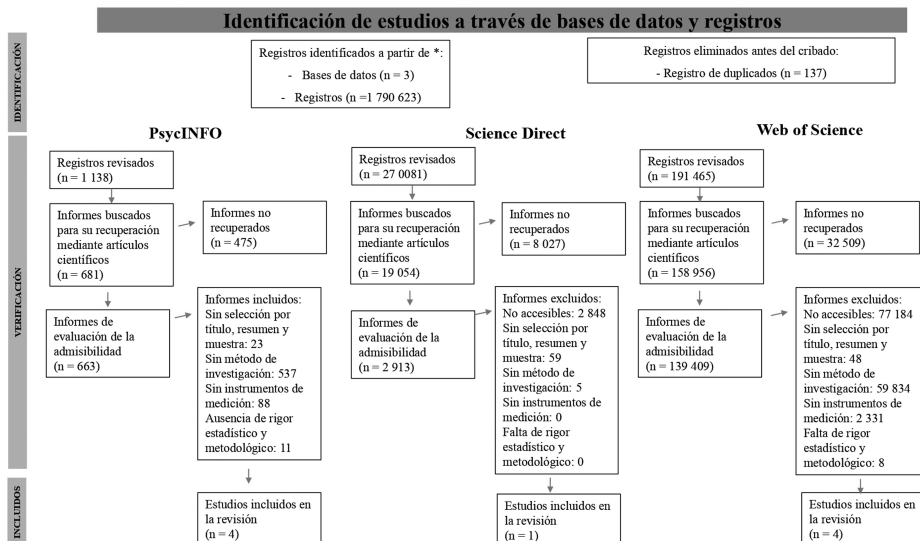 Identificación de estudios a través de bases de datos y registros
IDENTIFICACIÓN
Registros identificados a partir de *:
- Bases de datos (n = 3)
- Registros (n =1 790 623)
Registros eliminados antes del cribado:
- Registro de duplicados (n = 137)
VERIFICACIÓN
PsycINFO
Registros revisados
(n = 1 138)
Informes buscados
para su recuperación
mediante artículos
científicos
(n = 681)
Informes no
recuperados
(n = 475)
Informes de
evaluación de la
admisibilidad
(n = 663)
Informes incluidos:
Sin selección por
título, resumen y
muestra: 23
Sin método de
investigación: 537
Sin instrumentos de
medición: 88
Ausencia de rigor
estadístico y
metodológico: 11
Science Direct
Registros revisados
(n = 27 0081)
Informes buscados
para su recuperación
mediante artículos
científicos
(n = 19 054)
Informes no
recuperados
(n = 8 027)
Informes de
evaluación de la
admisibilidad
(n = 2 913)
Informes excluidos:
No accesibles: 2 848
Sin selección por
título, resumen y
muestra: 59
Sin método de
investigación: 5
Sin instrumentos de
medición: 0
Falta de rigor
estadístico y
metodológico: 0
Web of Science
Registros revisados
(n = 191 465)
Informes buscados
para su recuperación
mediante artículos
científicos
(n = 158 956)
Informes no
recuperados
(n = 32 509)
Informes de
evaluación de la
admisibilidad
(n = 139 409)
Informes excluidos:
No accesibles: 77 184
Sin selección por
título, resumen y
muestra: 48
Sin método de
investigación: 59 834
Sin instrumentos de
medición: 2 331
Falta de rigor
estadístico y
metodológico: 8
INCLUIDOS
Estudios incluidos en
la revisión
(n = 4)
Estudios incluidos en
la revisión
(n = 1)
Estudios incluidos en
la revisión
(n = 4)